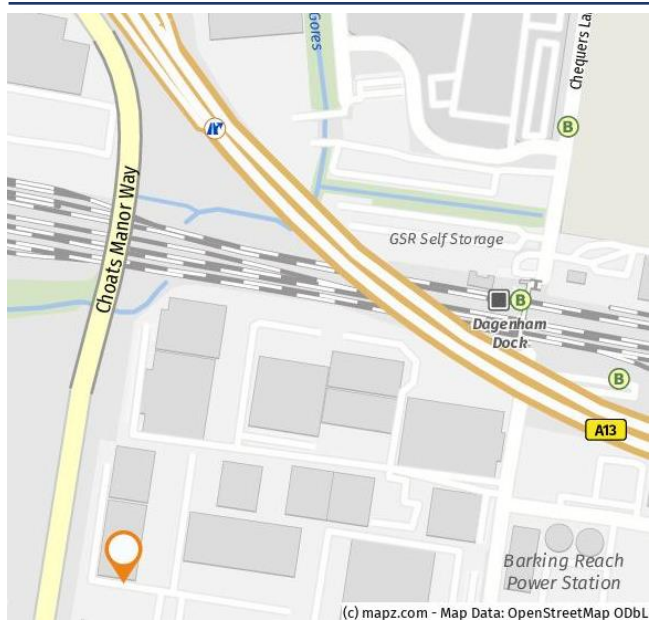 Gores
Chequers La
B
Choats Manor Way
GSR Self Storage
B
Dagenham
Dock
B
A13
Barking Reach
Power Station
(c) mapz.com - Map Data: OpenStreetMap ODbL